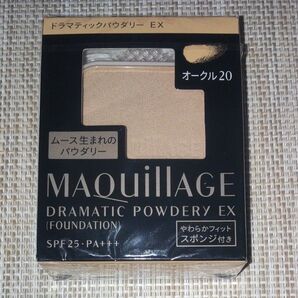 ドラマティックパウダリー EX
オークル20
ムース生まれの
パウダリー
MAQuillAGE
DRAMATIC POWDERY EX
(FOUNDATION)
SPF25・PA+++
やわらかフィット
スポンジ付き